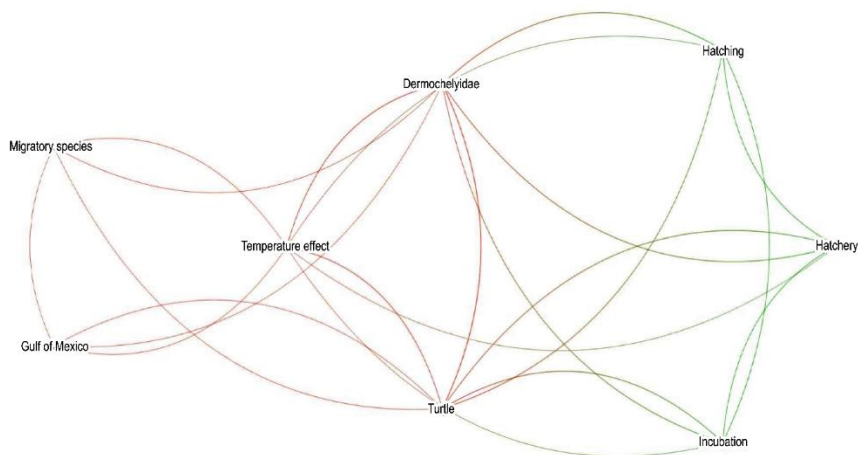 Hatching
Dermochelyidae
Migratory species
Temperature effect
Hatchery
Gulf of Mexico
Turtle
Incubation